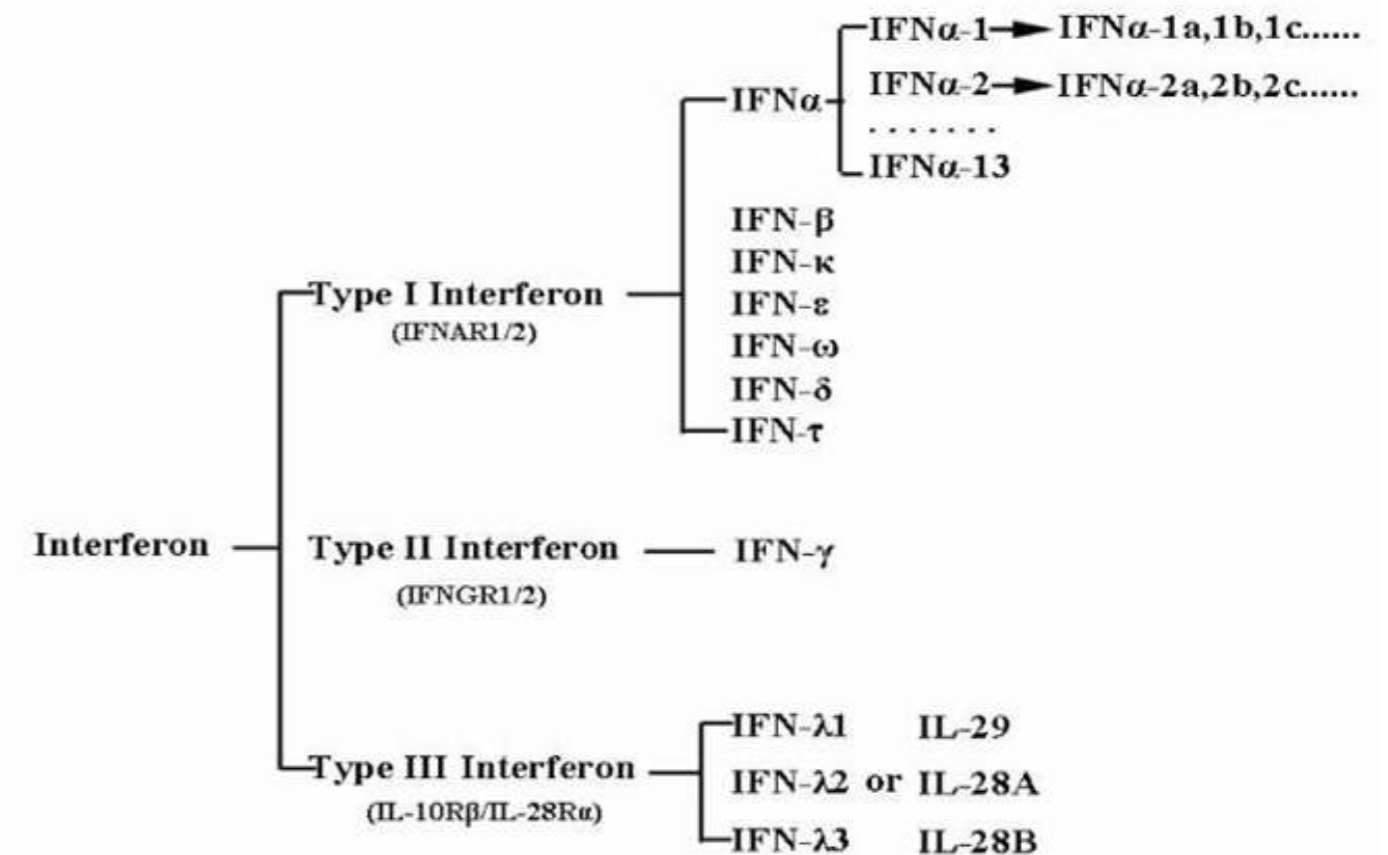 IFNα-1 IFNα-1a,1b,1c......
IFNα IFNα-2 IFNα-2a,2b,2c......
.......
IFNα-13
IFN-β
IFN-κ
Type I Interferon IFN-ε
(IFNAR1/2) IFN-ω
IFN-δ
IFN-τ
Interferon Type II Interferon IFN-γ
(IFNGR1/2)
IFN-λ1 IL-29
Type III Interferon IFN-λ2 or IL-28A
(IL-10Rβ/IL-28Rα)
IFN-λ3 IL-28B